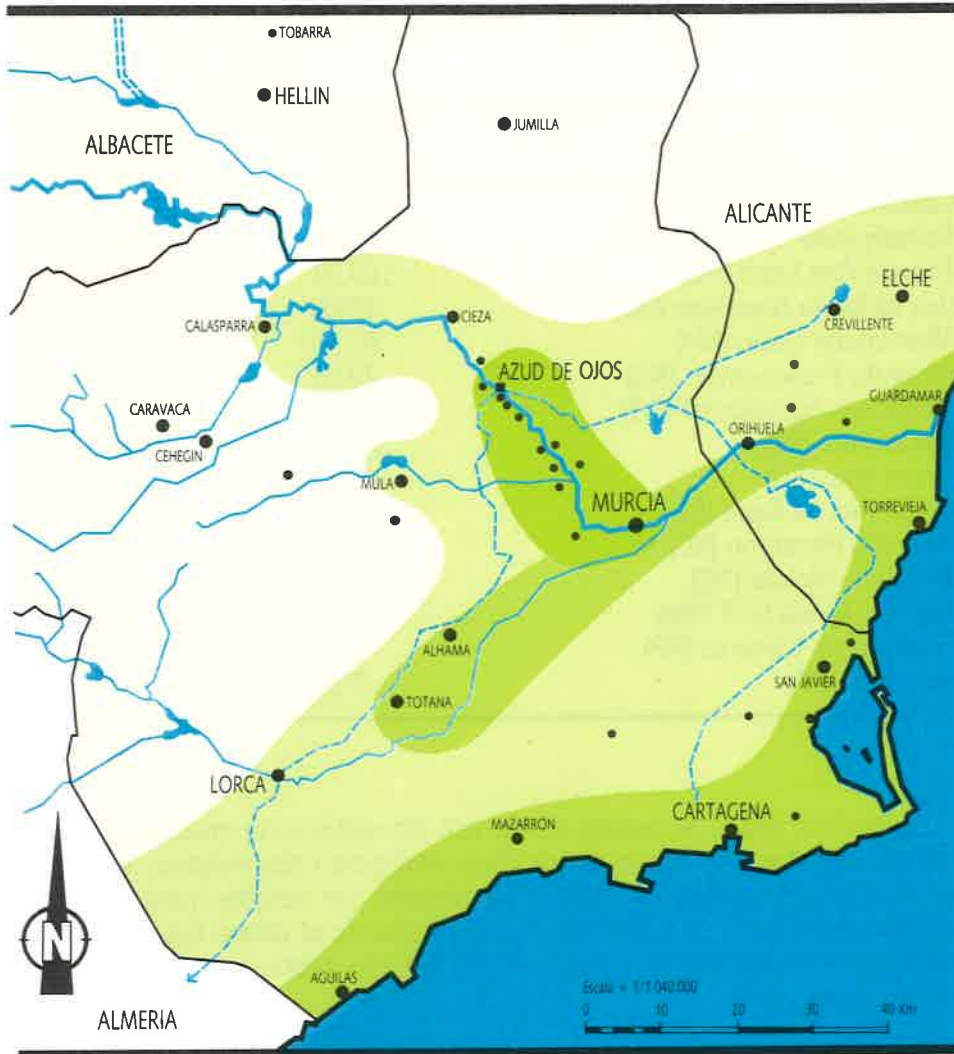 TOBARRA
HELLIN
JUMILLA
ALBACETE
ALICANTE
ELCHE
CREVILLENTE
CALASPARRA
CIEZA
AZUD DE OJOS
GUARDAMAR
CARAVACA
ORIHUELA
CEHEGIN
MULA
MURCIA
TORREVIEJA
ALHAMA
SAN JAVIER
TOTANA
LORCA
CARTAGENA
MAZARRON
N
AGUILAS
Escala = 1/1.040.000
0 10 20 30 40 Km
ALMERIA